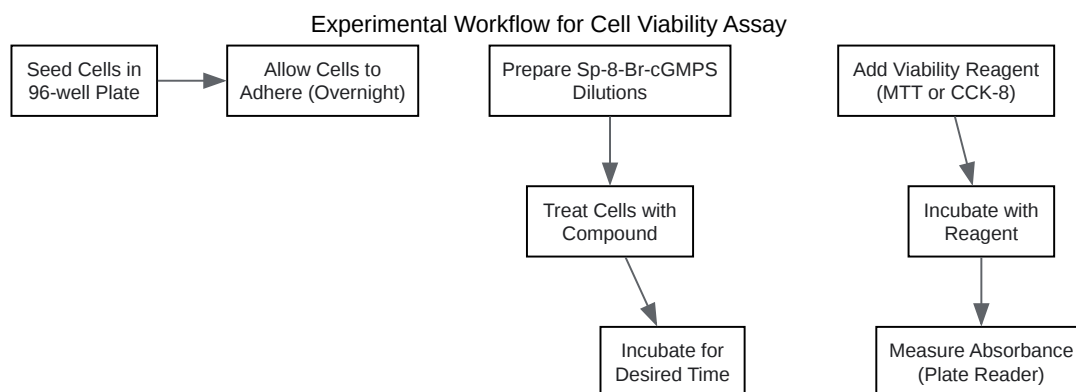 Experimental Workflow for Cell Viability Assay
Seed Cells in
96-well Plate
Allow Cells to
Adhere (Overnight)
Prepare Sp-8-Br-cGMPS
Dilutions
Treat Cells with
Compound
Incubate for
Desired Time
Add Viability Reagent
(MTT or CCK-8)
Incubate with
Reagent
Measure Absorbance
(Plate Reader)